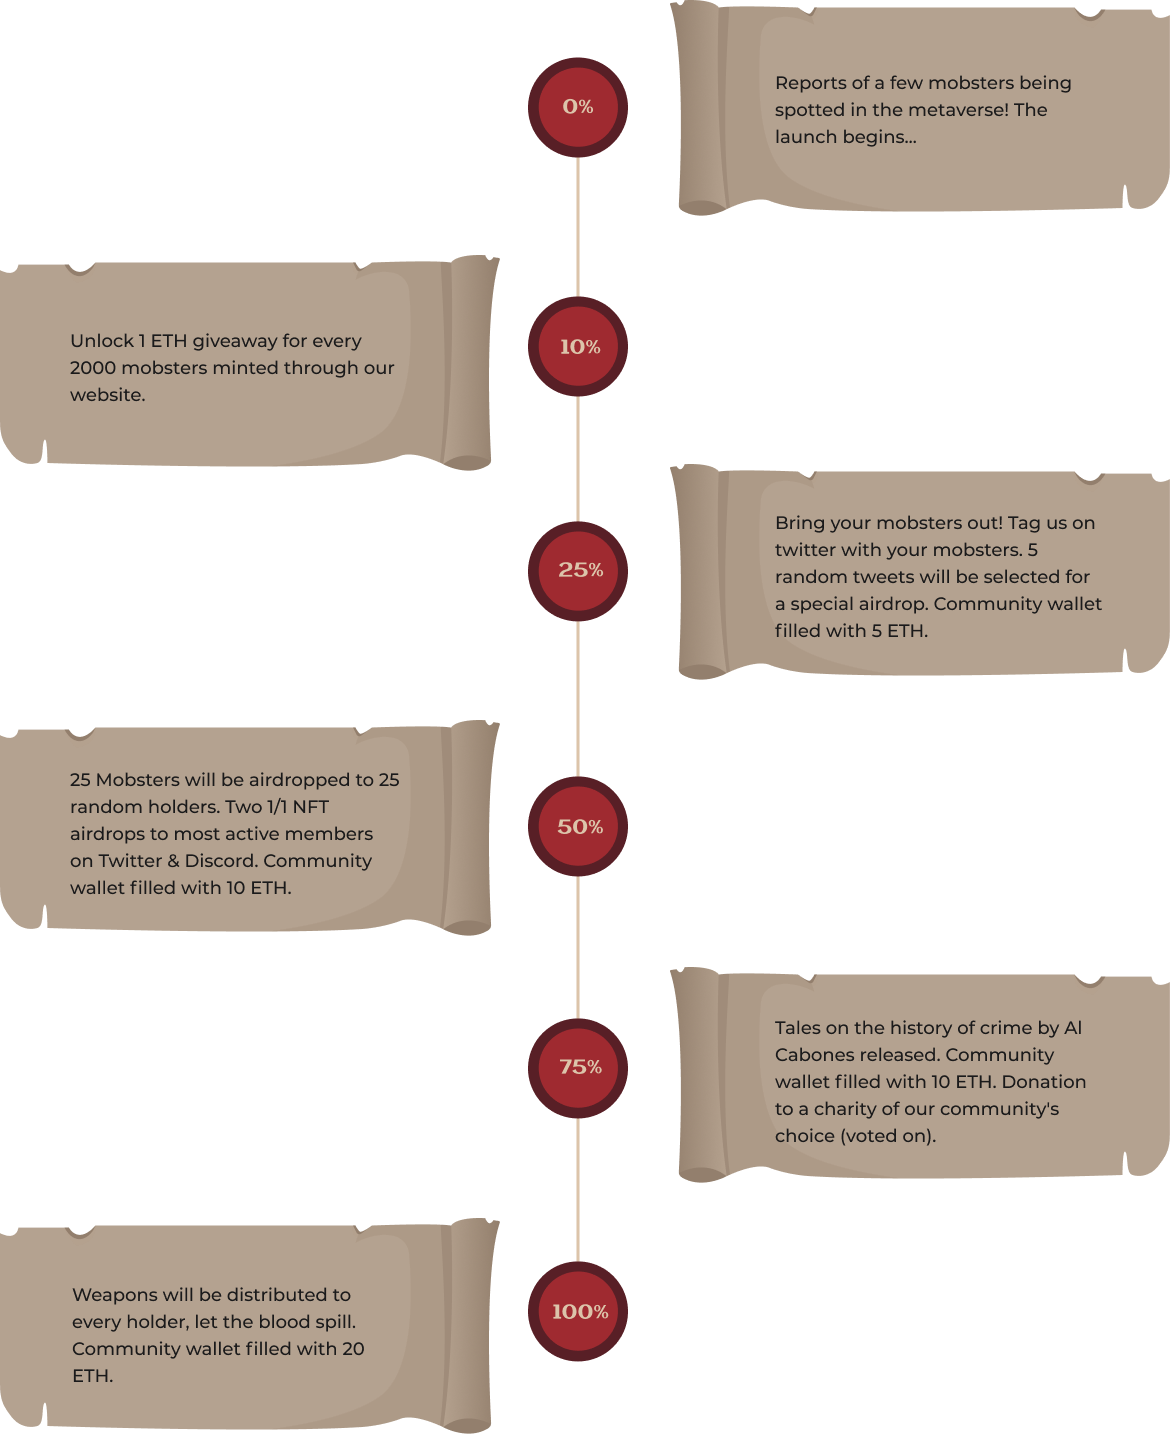 0%
Reports of a few mobsters being
spotted in the metaverse! The
launch begins...
10%
Unlock 1 ETH giveaway for every
2000 mobsters minted through our
website.
25%
Bring your mobsters out! Tag us on
twitter with your mobsters. 5
random tweets will be selected for
a special airdrop. Community wallet
filled with 5 ETH.
50%
25 Mobsters will be airdropped to 25
random holders. Two 1/1 NFT
airdrops to most active members
on Twitter & Discord. Community
wallet filled with 10 ETH.
75%
Tales on the history of crime by Al
Cabones released. Community
wallet filled with 10 ETH. Donation
to a charity of our community's
choice (voted on).
100%
Weapons will be distributed to
every holder, let the blood spill.
Community wallet filled with 20
ETH.